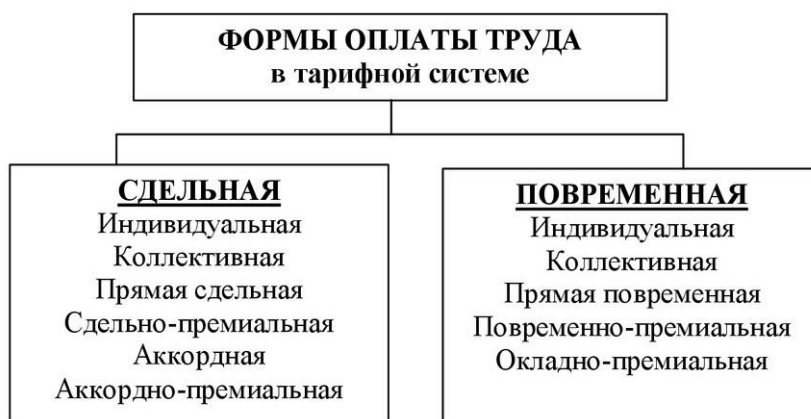 ФОРМЫ ОПЛАТЫ ТРУДА
в тарифной системе
СДЕЛЬНАЯ
Индивидуальная
Коллективная
Прямая сдельная
Сдельно-премиальная
Аккордная
Аккордно-премиальная
ПОВРЕМЕННАЯ
Индивидуальная
Коллективная
Прямая повременная
Повременно-премиальная
Окладно-премиальная